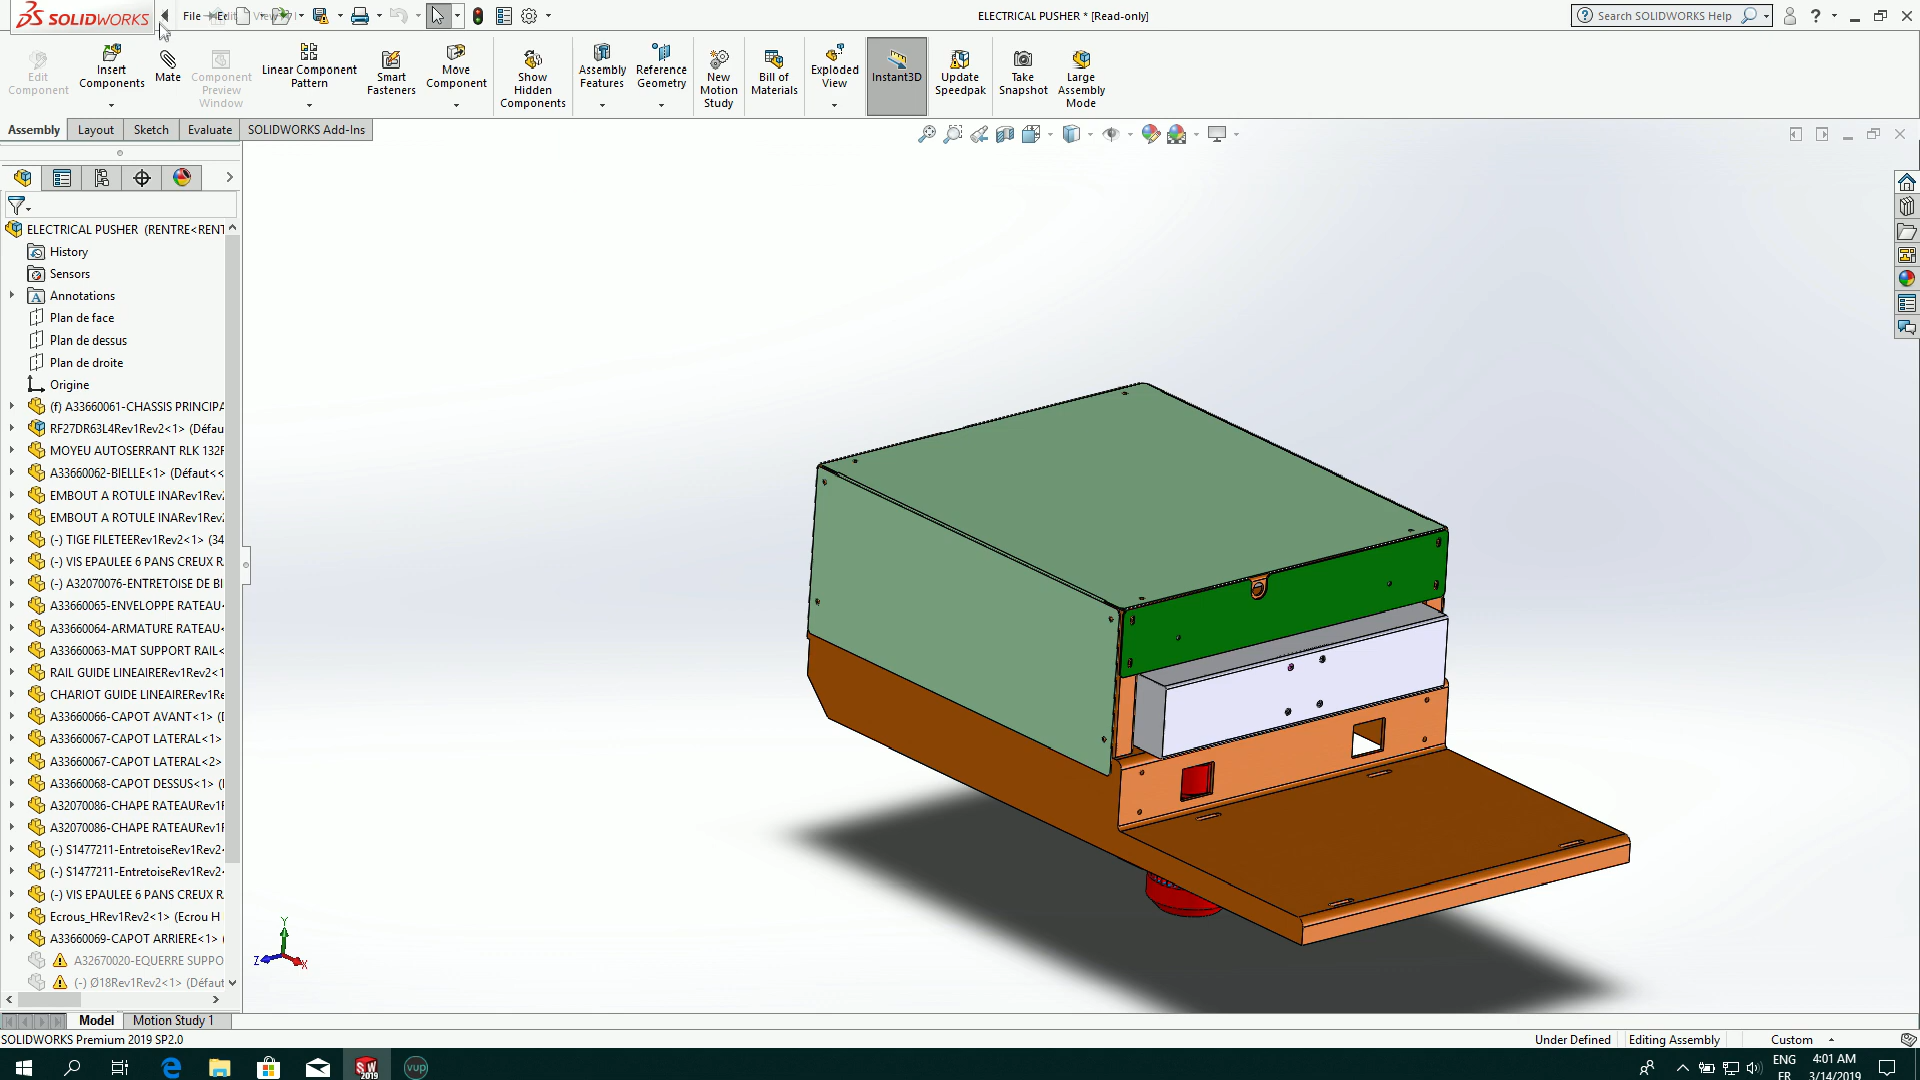 SOLIDWORKS
File
Edit
View
ELECTRICAL PUSHER * [Read-only]
Search SOLIDWORKS Help
?
Edit Component
Insert Components
Mate
Component Preview Window
Linear Component Pattern
Smart Fasteners
Move Component
Show Hidden Components
Assembly Features
Reference Geometry
New Motion Study
Bill of Materials
Exploded View
Instant3D
Update Speedpak
Take Snapshot
Large Assembly Mode
Assembly
Layout
Sketch
Evaluate
SOLIDWORKS Add-Ins
ELECTRICAL PUSHER (RENTRE<RENT
History
Sensors
Annotations
Plan de face
Plan de dessus
Plan de droite
Origine
(f) A33660061-CHASSIS PRINCIPA
RF27DR63L4Rev1Rev2<1> (Défau
MOYEU AUTOSERRANT RLK 132F
A33660062-BIELLE<1> (Défaut<<
EMBOUT A ROTULE INARev1Rev
EMBOUT A ROTULE INARev1Rev
(-) TIGE FILETEERev1Rev2<1> (34
(-) VIS EPAULEE 6 PANS CREUX R
(-) A32070076-ENTRETOISE DE BI
A33660065-ENVELOPPE RATEAU
A33660064-ARMATURE RATEAU<
A33660063-MAT SUPPORT RAIL<
RAIL GUIDE LINEAIRERev1Rev2<1
CHARIOT GUIDE LINEAIRERev1Re
A33660066-CAPOT AVANT<1> (
A33660067-CAPOT LATERAL<1>
A33660067-CAPOT LATERAL<2>
A33660068-CAPOT DESSUS<1> (
A32070086-CHAPE RATEAURev1F
A32070086-CHAPE RATEAURev1F
(-) S1477211-EntretoiseRev1Rev2
(-) S1477211-EntretoiseRev1Rev2
(-) VIS EPAULEE 6 PANS CREUX R
Ecrous_HRev1Rev2<1> (Ecrou H
A33660069-CAPOT ARRIERE<1> (
A32670020-EQUERRE SUPPO
(-) Ø18Rev1Rev2<1> (Défaut
Y
Z
X
Model
Motion Study 1
SOLIDWORKS Premium 2019 SP2.0
Under Defined
Editing Assembly
Custom
SW 2019
vup
ENG
FR
4:01 AM
3/14/2019